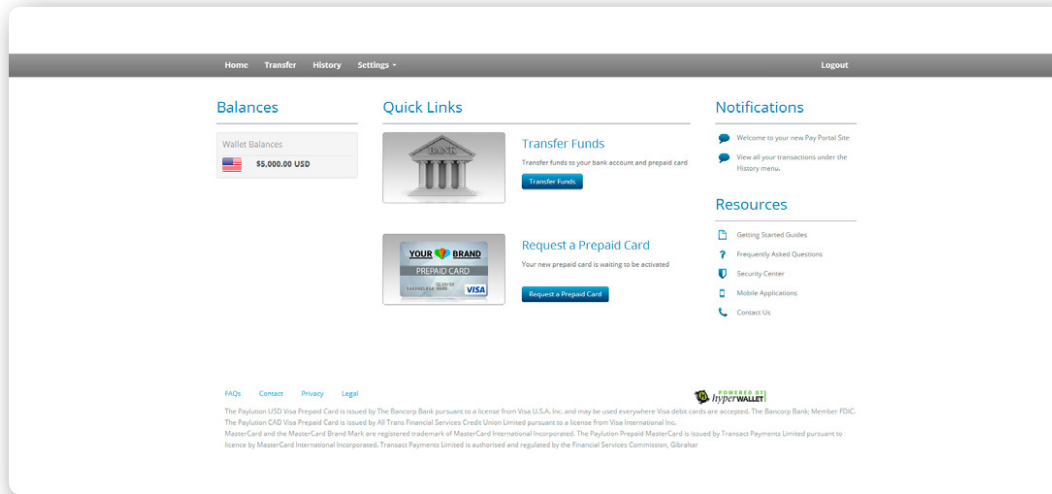 Home Transfer History Settings Logout
Balances
Wallet Balances
$5,000.00 USD
Quick Links
BANK
Transfer Funds
Transfer funds to your bank account and prepaid card
Transfer Funds
YOUR BRAND
PREPAID CARD
VISA
Request a Prepaid Card
Your new prepaid card is waiting to be activated
Request a Prepaid Card
Notifications
Welcome to your new Pay Portal Site
View all your transactions under the
History menu.
Resources
Getting Started Guides
Frequently Asked Questions
Security Center
Mobile Applications
Contact Us
FAQs Contact Privacy Legal
POWERED BY
hyperWALLET
The Paylution USD Visa Prepaid Card is issued by The Bancorp Bank pursuant to a license from Visa U.S.A. Inc. and may be used everywhere Visa debit cards are accepted. The Bancorp Bank; Member FDIC.
The Paylution CAD Visa Prepaid Card is issued by All Trans Financial Services Credit Union Limited pursuant to a license from Visa International Inc.
MasterCard and the MasterCard Brand Mark are registered trademark of MasterCard International Incorporated. The Paylution Prepaid MasterCard is issued by Transact Payments Limited pursuant to
licence by MasterCard International Incorporated. Transact Payments Limited is authorised and regulated by the Financial Services Commission, Gibraltar